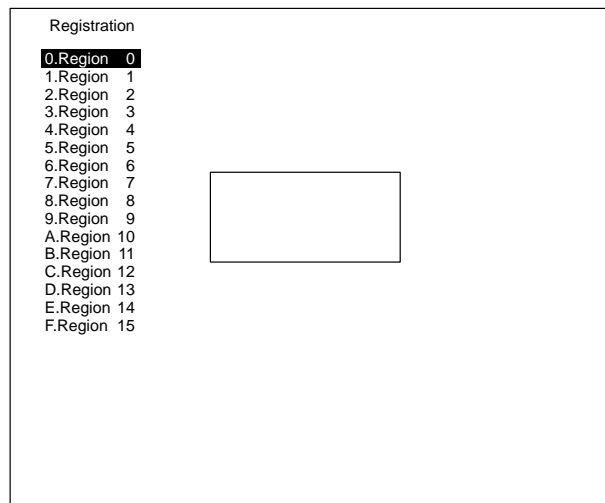 Registration
0.Region 0
1.Region 1
2.Region 2
3.Region 3
4.Region 4
5.Region 5
6.Region 6
7.Region 7
8.Region 8
9.Region 9
A.Region 10
B.Region 11
C.Region 12
D.Region 13
E.Region 14
F.Region 15